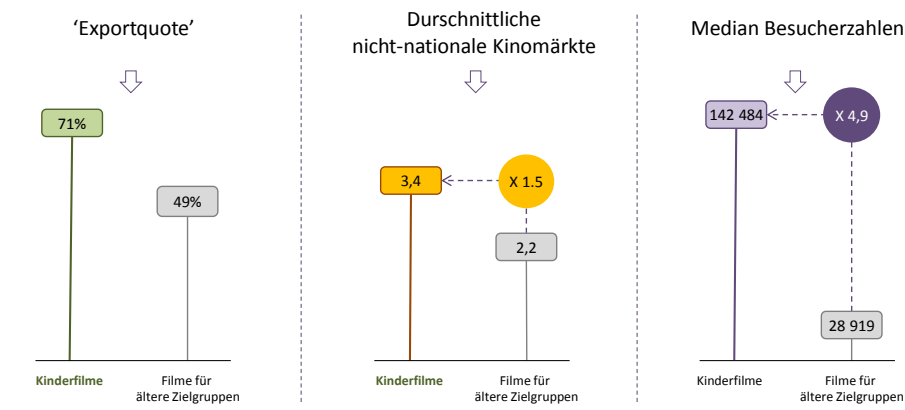 ‘Exportquote’
71%
49%
Kinderfilme
Filme für
ältere Zielgruppen
Durschnittliche
nicht-nationale Kinomärkte
3,4
X 1.5
2,2
Kinderfilme
Filme für
ältere Zielgruppen
Median Besucherzahlen
142 484
X 4,9
28 919
Kinderfilme
Filme für
ältere Zielgruppen